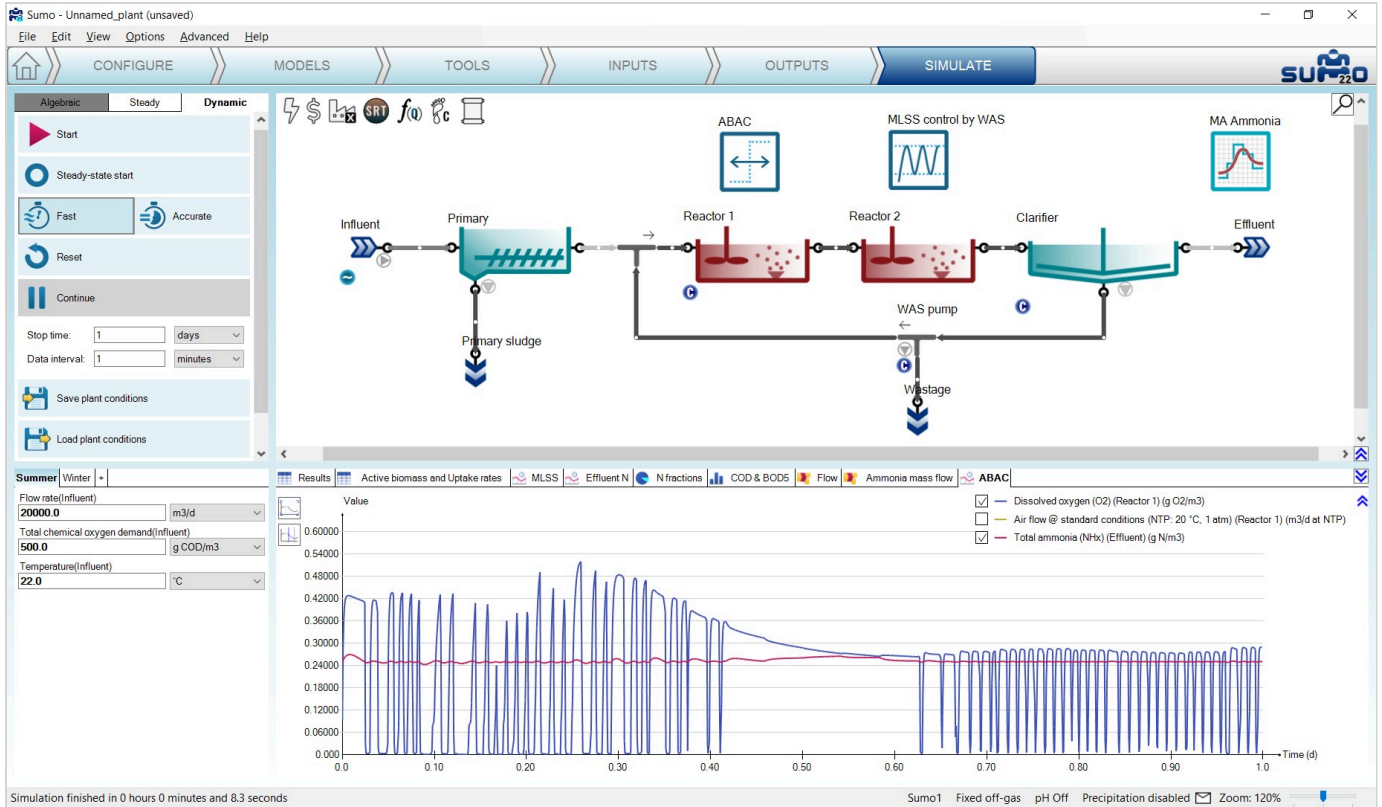 Sumo - Unnamed_plant (unsaved)
File Edit View Options Advanced Help
CONFIGURE MODELS TOOLS INPUTS OUTPUTS SIMULATE
SUMO 22
Algebraic Steady Dynamic
Start
Steady-state start
Fast Accurate
Reset
Continue
Stop time: 1 days
Data interval: 1 minutes
Save plant conditions
Load plant conditions
$ SRT f(Q) C
ABAC MLSS control by WAS MA Ammonia
Influent Primary Reactor 1 Reactor 2 Clarifier Effluent
C C
WAS pump
C
Primary sludge
Wastage
Summer Winter +
Flow rate(Influent)
20000.0 m3/d
Total chemical oxygen demand(Influent)
500.0 g COD/m3
Temperature(Influent)
22.0 °C
Results Active biomass and Uptake rates MLSS Effluent N N fractions COD & BOD5 Flow Ammonia mass flow ABAC
Value
Dissolved oxygen (O2) (Reactor 1) (g O2/m3)
Air flow @ standard conditions (NTP: 20 °C, 1 atm) (Reactor 1) (m3/d at NTP)
Total ammonia (NHx) (Effluent) (g N/m3)
0.60000
0.54000
0.48000
0.42000
0.36000
0.30000
0.24000
0.18000
0.12000
0.06000
0.000
0.0 0.10 0.20 0.30 0.40 0.50 0.60 0.70 0.80 0.90 1.0
Time (d)
Simulation finished in 0 hours 0 minutes and 8.3 seconds
Sumo1 Fixed off-gas pH Off Precipitation disabled Zoom: 120%